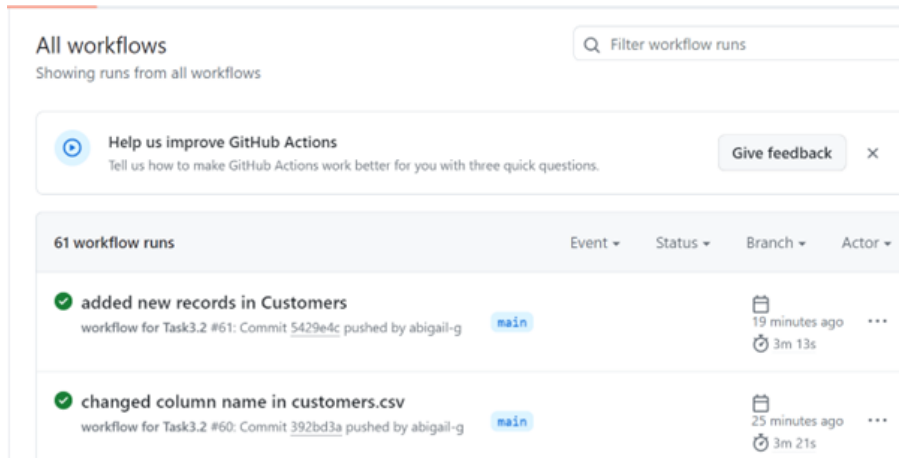 All workflows
Showing runs from all workflows
Filter workflow runs
Help us improve GitHub Actions
Tell us how to make GitHub Actions work better for you with three quick questions.
Give feedback
61 workflow runs
Event
Status
Branch
Actor
added new records in Customers
workflow for Task3.2 #61: Commit 5429e4c pushed by abigail-g
main
19 minutes ago
3m 13s
changed column name in customers.csv
workflow for Task3.2 #60: Commit 392bd3a pushed by abigail-g
main
25 minutes ago
3m 21s